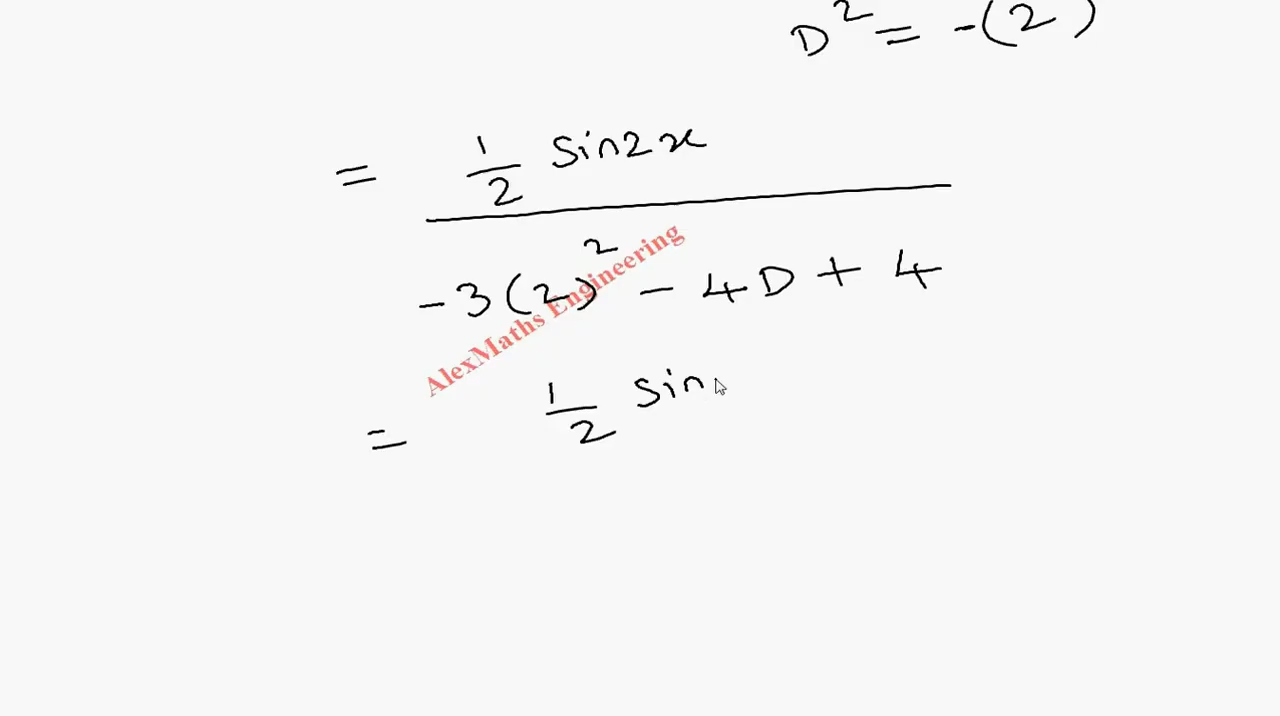 D² = -(2)
= 1/2 sin2x
-3(2)² - 4D + 4
AlexMaths Engineering
= 1/2 sin